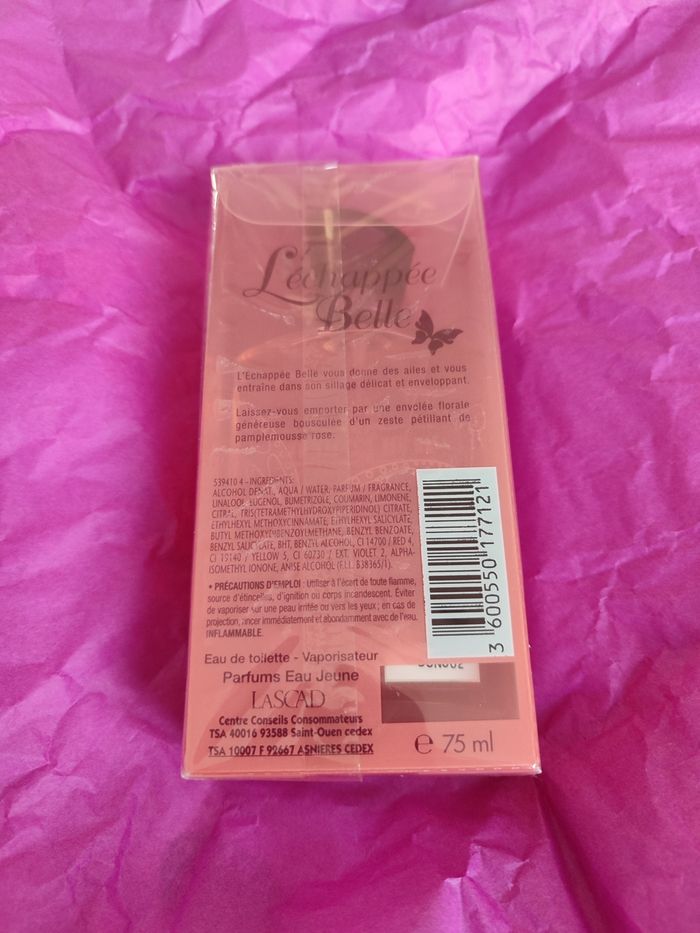 L'échappée
Belle
L'Echappée Belle vous donne des ailes et vous
entraîne dans son sillage délicat et enveloppant.
Laissez-vous emporter par une envolée florale
généreuse bousculée d'un zeste pétillant de
pamplemousse rose.
539410 4 - INGREDIENTS:
ALCOHOL DENAT., AQUA / WATER, PARFUM / FRAGRANCE,
LINALOOL, EUGENOL, BUMETRIZOLE, COUMARIN, LIMONENE,
CITRAL, TRIS(TETRAMETHYLHYDROXYPIPERIDINOL) CITRATE,
ETHYLHEXYL METHOXYCINNAMATE, ETHYLHEXYL SALICYLATE,
BUTYL METHOXYDIBENZOYLMETHANE, BENZYL BENZOATE,
BENZYL SALICYLATE, BHT, BENZYL ALCOHOL, CI 14700 / RED 4,
CI 19140 / YELLOW 5, CI 60730 / EXT. VIOLET 2, ALPHA-
ISOMETHYL IONONE, ANISE ALCOHOL (F.I.L. B38365/1).
• PRÉCAUTIONS D'EMPLOI : Utiliser à l'écart de toute flamme,
source d'étincelles, d'ignition ou corps incandescent. Éviter
de vaporiser sur une peau irritée ou vers les yeux ; en cas de
projection, rincer immédiatement et abondamment avec de l'eau.
INFLAMMABLE.
3 600550 177121
Eau de toilette - Vaporisateur
Parfums Eau Jeune
LASCAD
Centre Conseils Consommateurs
TSA 40016 93588 Saint-Ouen cedex
TSA 10007 F 92667 ASNIERES CEDEX
e 75 ml